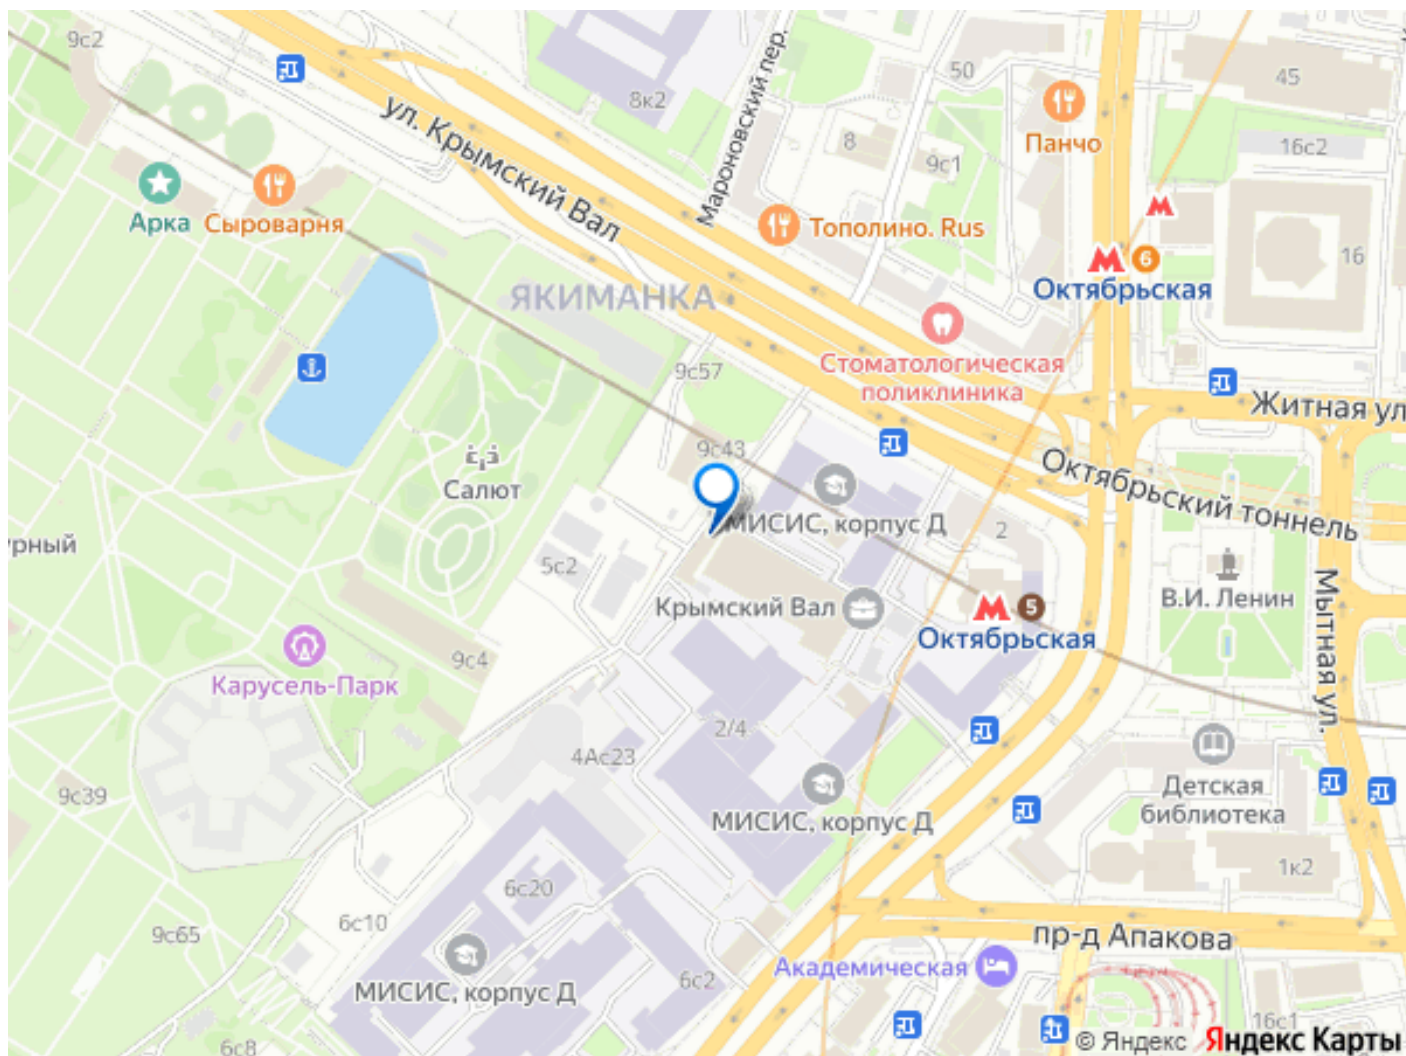 9с2
8к2
Мароновский пер.
50
45
ул. Крымский Вал
8
9с1
Панчо
16с2
Арка
Сыроварня
Тополино. Rus
6
16
Октябрьская
ЯКИМАНКА
Стоматологическая
поликлиника
9с57
Житная ул
9с43
Октябрьский тоннель
Салют
МИСИС, корпус Д
2
рный
5с2
Крымский Вал
5
Октябрьская
В.И. Ленин
Мытная ул.
9с4
Карусель-Парк
2/4
4Ас23
9с39
МИСИС, корпус Д
Детская
библиотека
1к2
6с20
6с10
9с65
пр-д Апакова
Академическая
МИСИС, корпус Д
6с2
16с1
6с8
© Яндекс Яндекс Карты